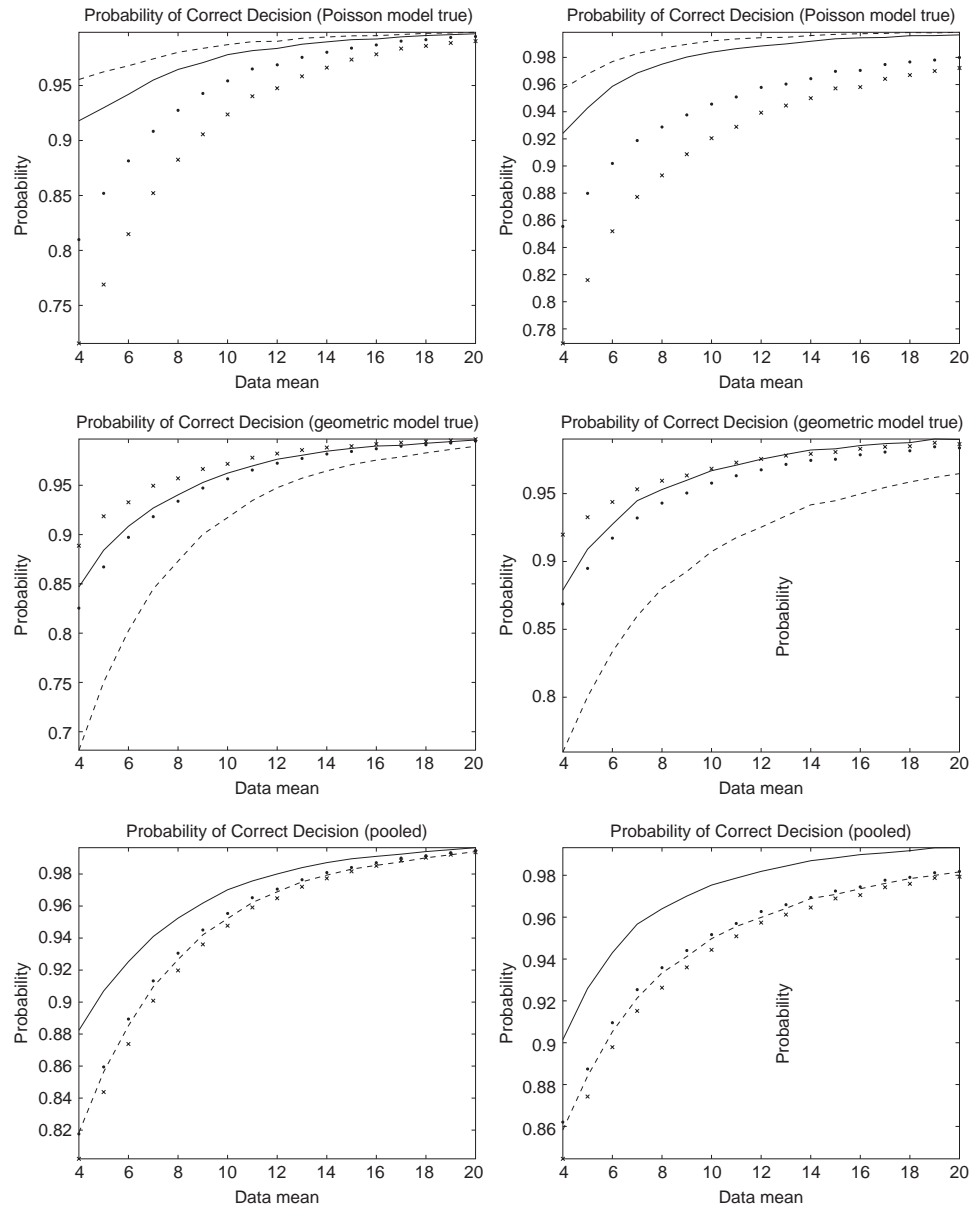 Probability of Correct Decision (Poisson model true)
0.95
0.9
0.85
0.8
0.75
Probability
4 6 8 10 12 14 16 18 20
Data mean
Probability of Correct Decision (Poisson model true)
0.98
0.96
0.94
0.92
0.9
0.88
0.86
0.84
0.82
0.8
0.78
Probability
4 6 8 10 12 14 16 18 20
Data mean
Probability of Correct Decision (geometric model true)
0.95
0.9
0.85
0.8
0.75
0.7
Probability
4 6 8 10 12 14 16 18 20
Data mean
Probability of Correct Decision (geometric model true)
0.95
0.9
0.85
0.8
Probability
Probability
4 6 8 10 12 14 16 18 20
Data mean
Probability of Correct Decision (pooled)
0.98
0.96
0.94
0.92
0.9
0.88
0.86
0.84
0.82
Probability
4 6 8 10 12 14 16 18 20
Data mean
Probability of Correct Decision (pooled)
0.98
0.96
0.94
0.92
0.9
0.88
0.86
Probability
Probability
4 6 8 10 12 14 16 18 20
Data mean